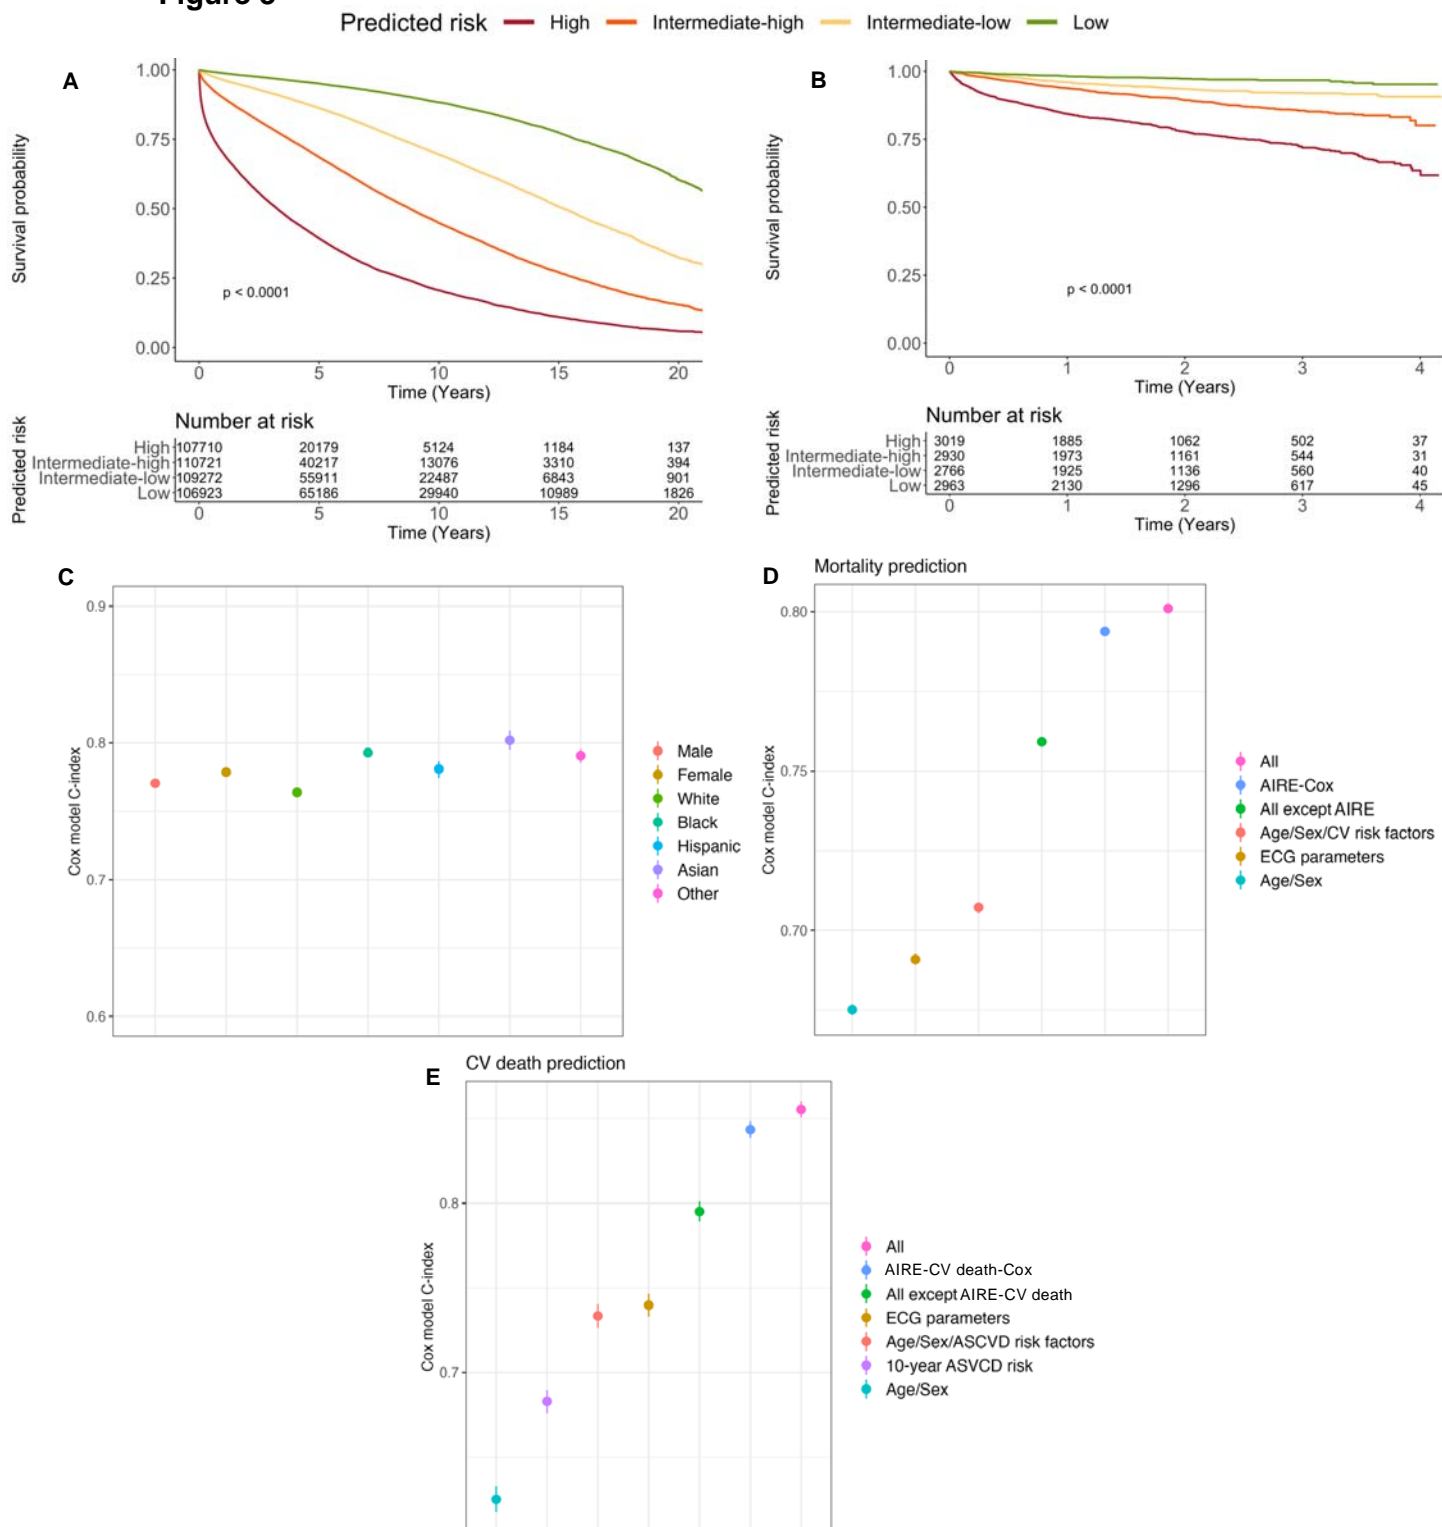 Predicted risk High Intermediate-high Intermediate-low Low
A
Survival probability
1.00
0.75
0.50
0.25
0.00
p < 0.0001
0 5 10 15 20
Time (Years)
Number at risk
Predicted risk
High 107710 20179 5124 1184 137
Intermediate-high 110721 40217 13076 3310 394
Intermediate-low 109272 55911 22487 6843 901
Low 106923 65186 29940 10989 1826
0 5 10 15 20
Time (Years)
B
Survival probability
1.00
0.75
0.50
0.25
0.00
p < 0.0001
0 1 2 3 4
Time (Years)
Number at risk
Predicted risk
High 3019 1885 1062 502 37
Intermediate-high 2930 1973 1161 544 31
Intermediate-low 2766 1925 1136 560 40
Low 2963 2130 1296 617 45
0 1 2 3 4
Time (Years)
C
Cox model C-index
0.9
0.8
0.7
0.6
Male
Female
White
Black
Hispanic
Asian
Other
D
Mortality prediction
Cox model C-index
0.80
0.75
0.70
All
AIRE-Cox
All except AIRE
Age/Sex/CV risk factors
ECG parameters
Age/Sex
E
CV death prediction
Cox model C-index
0.8
0.7
All
AIRE-CV death-Cox
All except AIRE-CV death
ECG parameters
Age/Sex/ASCVD risk factors
10-year ASVCD risk
Age/Sex